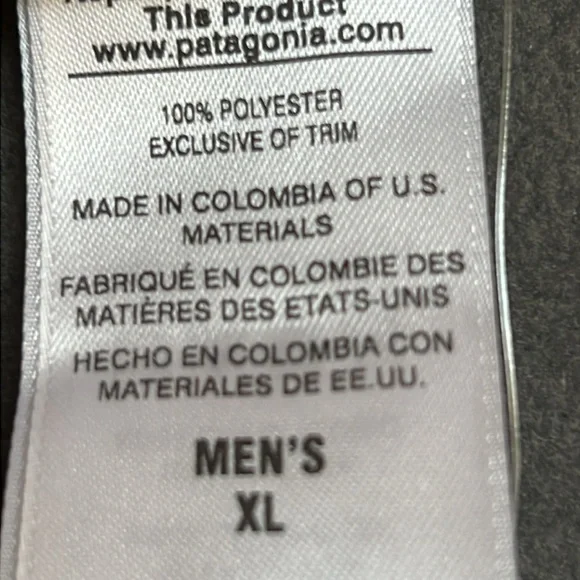 This Product
www.patagonia.com
100% POLYESTER
EXCLUSIVE OF TRIM
MADE IN COLOMBIA OF U.S.
MATERIALS
FABRIQUÉ EN COLOMBIE DES
MATIÈRES DES ETATS-UNIS
HECHO EN COLOMBIA CON
MATERIALES DE EE.UU.
MEN'S
XL